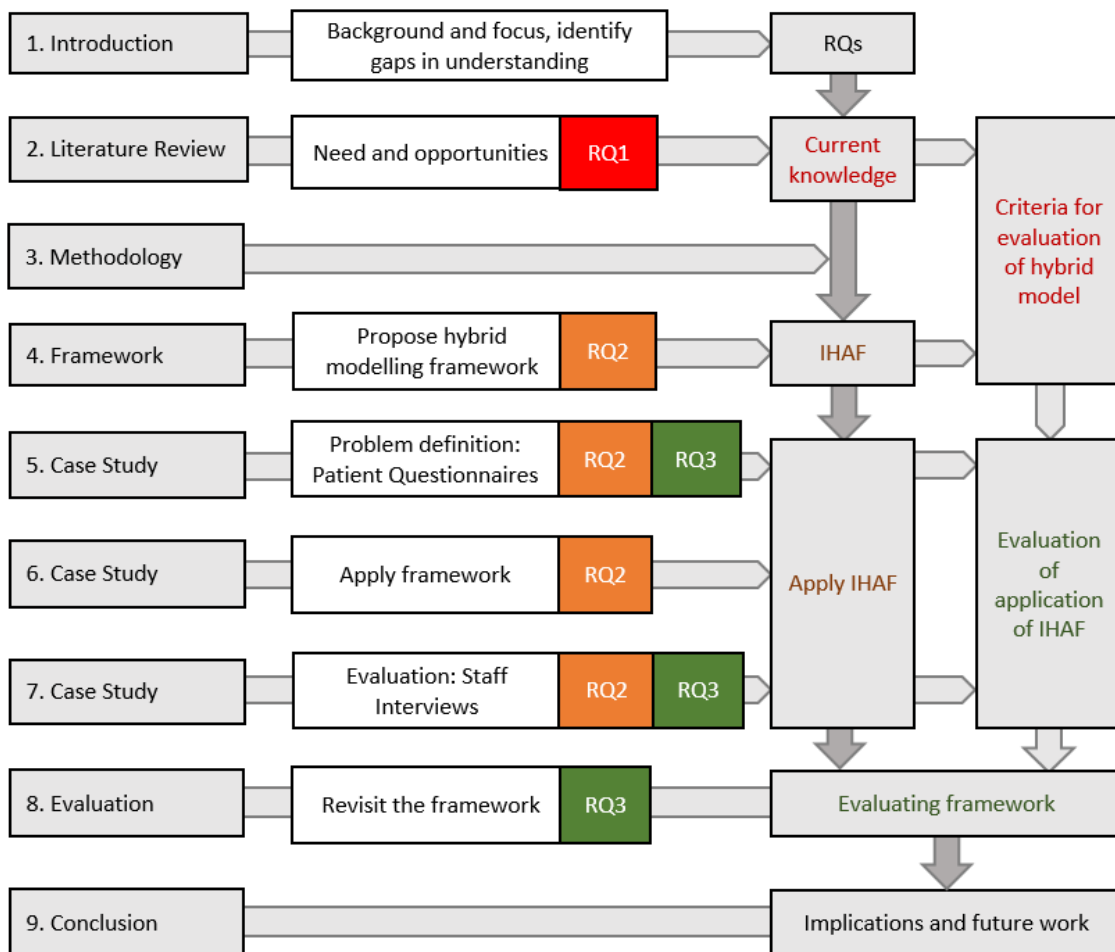 1. Introduction
Background and focus, identify
gaps in understanding
RQs
2. Literature Review
Need and opportunities
RQ1
Current
knowledge
Criteria for
evaluation
of hybrid
model
3. Methodology
4. Framework
Propose hybrid
modelling framework
RQ2
IHAF
5. Case Study
Problem definition:
Patient Questionnaires
RQ2
RQ3
6. Case Study
Apply framework
RQ2
Apply IHAF
Evaluation
of
application
of IHAF
7. Case Study
Evaluation: Staff
Interviews
RQ2
RQ3
8. Evaluation
Revisit the framework
RQ3
Evaluating framework
9. Conclusion
Implications and future work